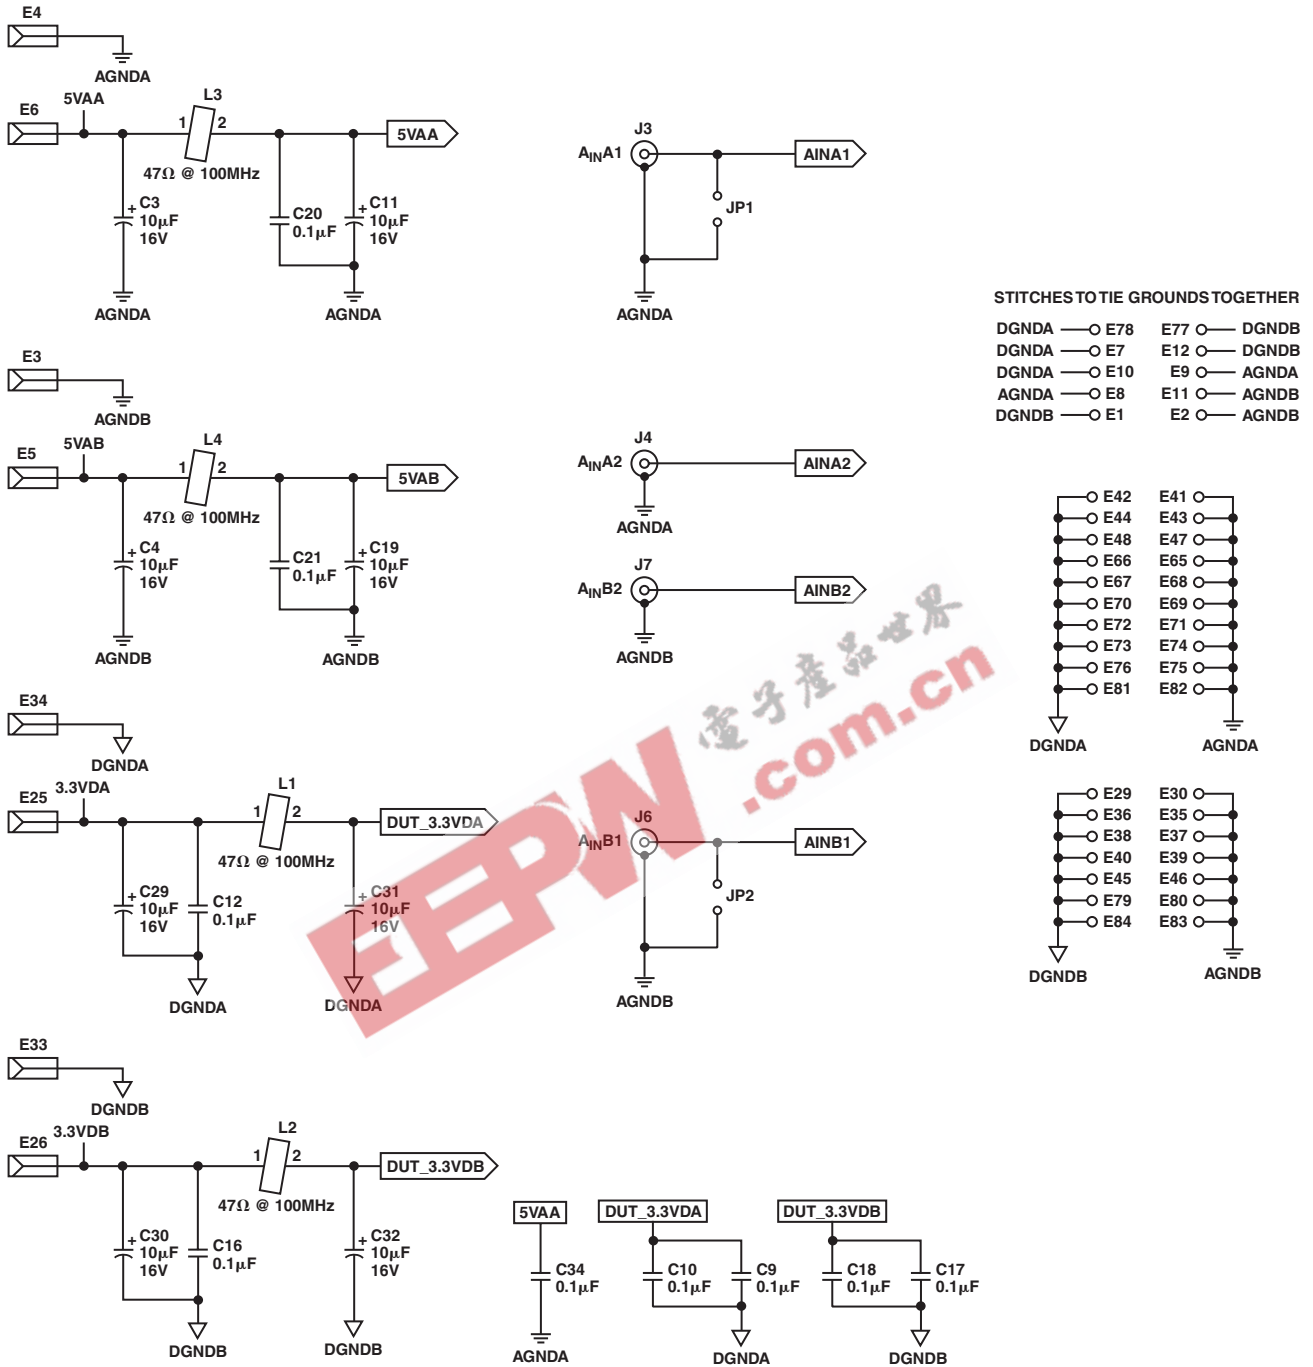 E4
AGNDA
E6
5VAA
L3
1 2
47Ω @ 100MHz
5VAA
+ C3
10µF
16V
C20
0.1µF
+ C11
10µF
16V
AGNDA
AGNDA
J3
AINA1
AINA1
JP1
AGNDA
STITCHES TO TIE GROUNDS TOGETHER
DGNDA E78 E77 DGNDB
DGNDA E7 E12 DGNDB
DGNDA E10 E9 AGNDA
AGNDA E8 E11 AGNDB
DGNDB E1 E2 AGNDB
E3
AGNDB
E5
5VAB
L4
1 2
47Ω @ 100MHz
5VAB
+ C4
10µF
16V
C21
0.1µF
+ C19
10µF
16V
AGNDB
AGNDB
J4
AINA2
AINA2
AGNDA
J7
AINB2
AINB2
AGNDB
E42 E41
E44 E43
E48 E47
E66 E65
E67 E68
E70 E69
E72 E71
E73 E74
E76 E75
E81 E82
DGNDA AGNDA
E34
DGNDA
E25
3.3VDA
L1
1 2
47Ω @ 100MHz
DUT_3.3VDA
+ C29
10µF
16V
C12
0.1µF
+ C31
10µF
16V
DGNDA
DGNDA
J6
AINB1
AINB1
JP2
AGNDB
E29 E30
E36 E35
E38 E37
E40 E39
E45 E46
E79 E80
E84 E83
DGNDB AGNDB
EEPW
.com.cn
電子產品世界
E33
DGNDB
E26
3.3VDB
L2
1 2
47Ω @ 100MHz
DUT_3.3VDB
+ C30
10µF
16V
C16
0.1µF
+ C32
10µF
16V
DGNDB
DGNDB
5VAA
C34
0.1µF
AGNDA
DUT_3.3VDA
C10
0.1µF
C9
0.1µF
DGNDA
DUT_3.3VDB
C18
0.1µF
C17
0.1µF
DGNDB